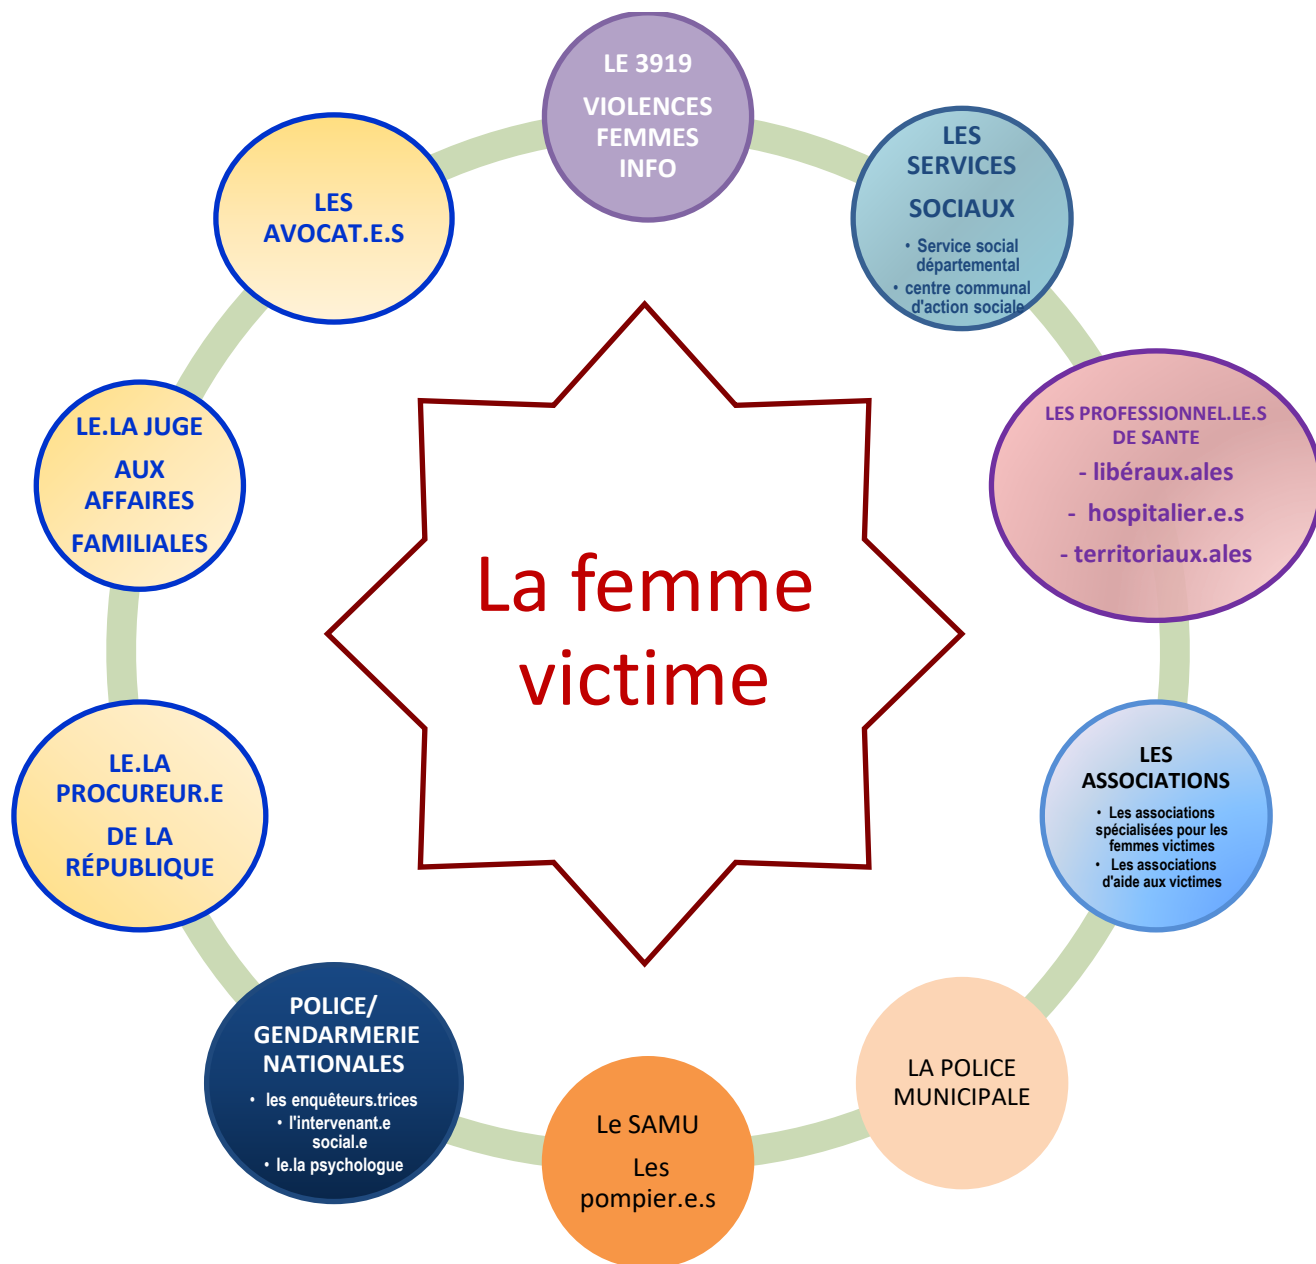 LE 3919
VIOLENCES
FEMMES
INFO
LES
SERVICES
SOCIAUX
• Service social
départemental
• centre communal
d'action sociale
LES PROFESSIONNEL.LE.S
DE SANTE
- libéraux.ales
- hospitalier.e.s
- territoriaux.ales
LES
ASSOCIATIONS
• Les associations
spécialisées pour les
femmes victimes
• Les associations
d'aide aux victimes
LA POLICE
MUNICIPALE
Le SAMU
Les
pompier.e.s
POLICE/
GENDARMERIE
NATIONALES
• les enquêteurs.trices
• l'intervenant.e
social.e
• le.la psychologue
LE.LA
PROCUREUR.E
DE LA
RÉPUBLIQUE
LE.LA JUGE
AUX
AFFAIRES
FAMILIALES
LES
AVOCAT.E.S
La femme
victime